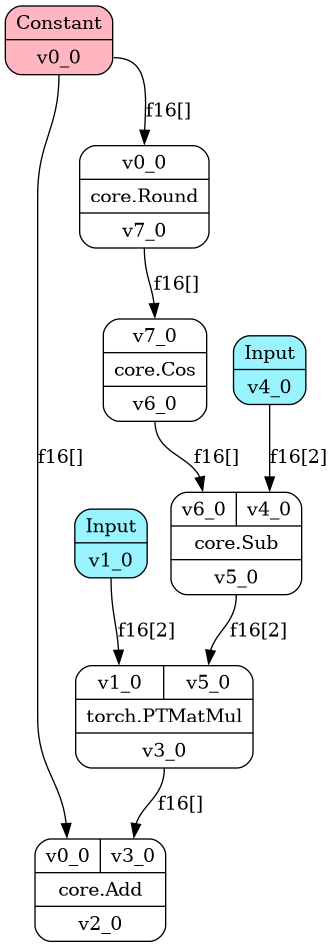 Constant
v0_0
f16[]
v0_0
core.Round
v7_0
f16[]
v7_0
core.Cos
v6_0
Input
v4_0
f16[]
f16[]
f16[2]
v6_0 v4_0
core.Sub
v5_0
Input
v1_0
f16[2]
f16[2]
v1_0 v5_0
torch.PTMatMul
v3_0
f16[]
v0_0 v3_0
core.Add
v2_0